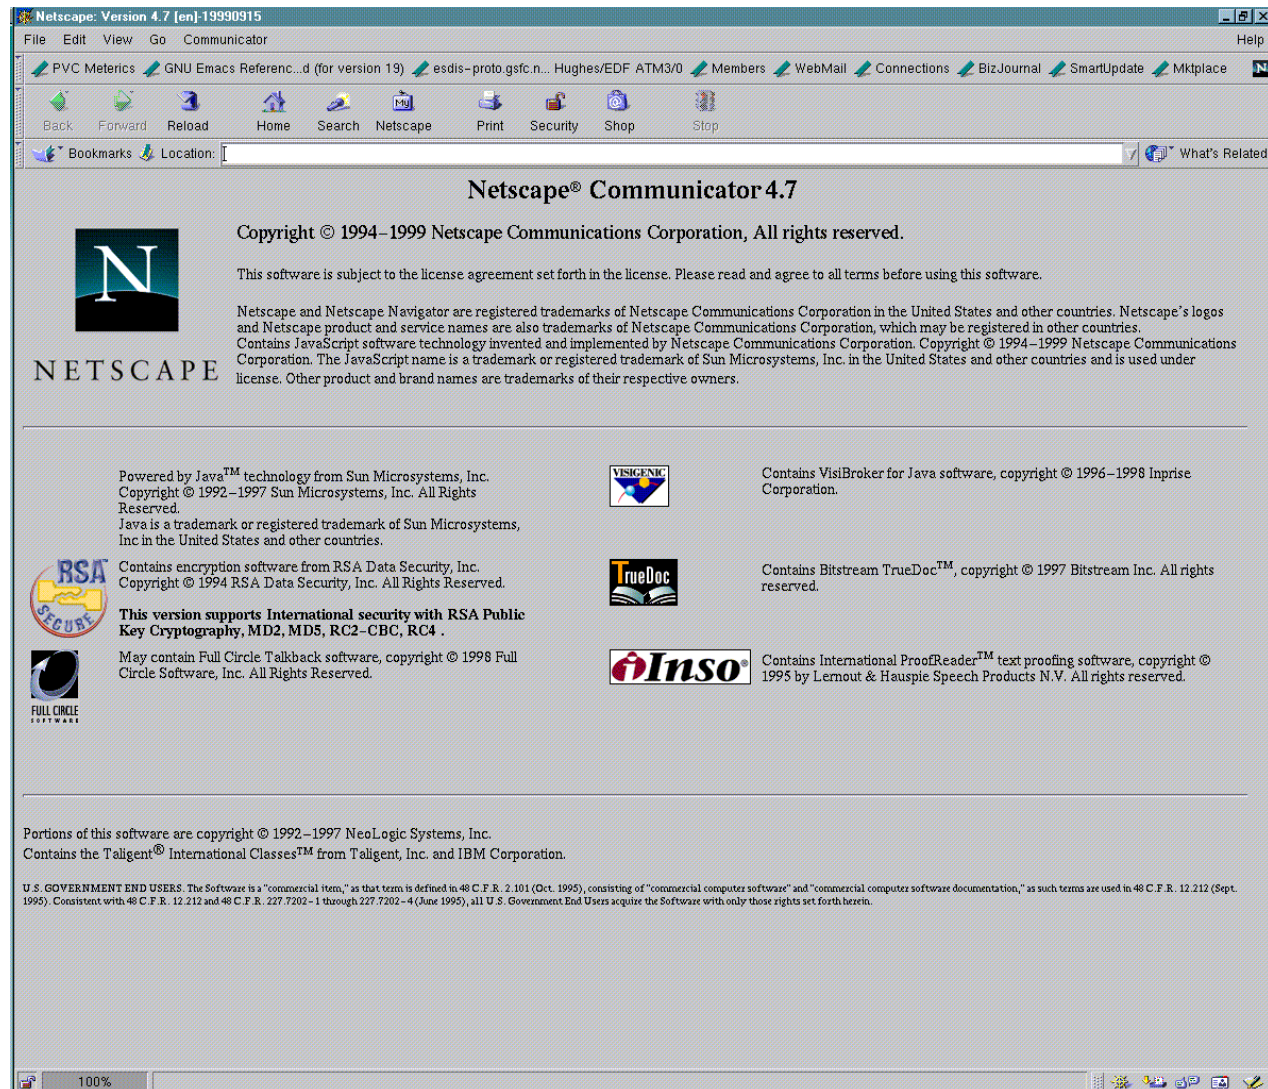 Netscape: Version 4.7 [en]-19990915
File Edit View Go Communicator Help
PVC Meterics GNU Emacs Referenc...d (for version 19) esdis-proto.gsfc.n... Hughes/EDF ATM3/0 Members WebMail Connections BizJournal SmartUpdate Mktplace
My
Back Forward Reload Home Search Netscape Print Security Shop Stop
Bookmarks Location: What's Related
Netscape® Communicator 4.7
N
NETSCAPE
Copyright © 1994–1999 Netscape Communications Corporation, All rights reserved.
This software is subject to the license agreement set forth in the license. Please read and agree to all terms before using this software.
Netscape and Netscape Navigator are registered trademarks of Netscape Communications Corporation in the United States and other countries. Netscape's logos
and Netscape product and service names are also trademarks of Netscape Communications Corporation, which may be registered in other countries.
Contains JavaScript software technology invented and implemented by Netscape Communications Corporation. Copyright © 1994–1999 Netscape Communications
Corporation. The JavaScript name is a trademark or registered trademark of Sun Microsystems, Inc. in the United States and other countries and is used under
license. Other product and brand names are trademarks of their respective owners.
Powered by Java™ technology from Sun Microsystems, Inc.
Copyright © 1992–1997 Sun Microsystems, Inc. All Rights
Reserved.
Java is a trademark or registered trademark of Sun Microsystems,
Inc in the United States and other countries.
VISIGENIC
Contains VisiBroker for Java software, copyright © 1996–1998 Inprise
Corporation.
RSA
SECURE
Contains encryption software from RSA Data Security, Inc.
Copyright © 1994 RSA Data Security, Inc. All Rights Reserved.
This version supports International security with RSA Public
Key Cryptography, MD2, MD5, RC2-CBC, RC4 .
TrueDoc
Contains Bitstream TrueDoc™, copyright © 1997 Bitstream Inc. All rights
reserved.
FULL CIRCLE
SOFTWARE
May contain Full Circle Talkback software, copyright © 1998 Full
Circle Software, Inc. All Rights Reserved.
Inso®
Contains International ProofReader™ text proofing software, copyright ©
1995 by Lernout & Hauspie Speech Products N.V. All rights reserved.
Portions of this software are copyright © 1992–1997 NeoLogic Systems, Inc.
Contains the Taligent® International Classes™ from Taligent, Inc. and IBM Corporation.
U.S. GOVERNMENT END USERS. The Software is a "commercial item," as that term is defined in 48 C.F.R. 2.101 (Oct. 1995), consisting of "commercial computer software" and "commercial computer software documentation," as such terms are used in 48 C.F.R. 12.212 (Sept.
1995). Consistent with 48 C.F.R. 12.212 and 48 C.F.R. 227.7202-1 through 227.7202-4 (June 1995), all U.S. Government End Users acquire the Software with only those rights set forth herein.
100%